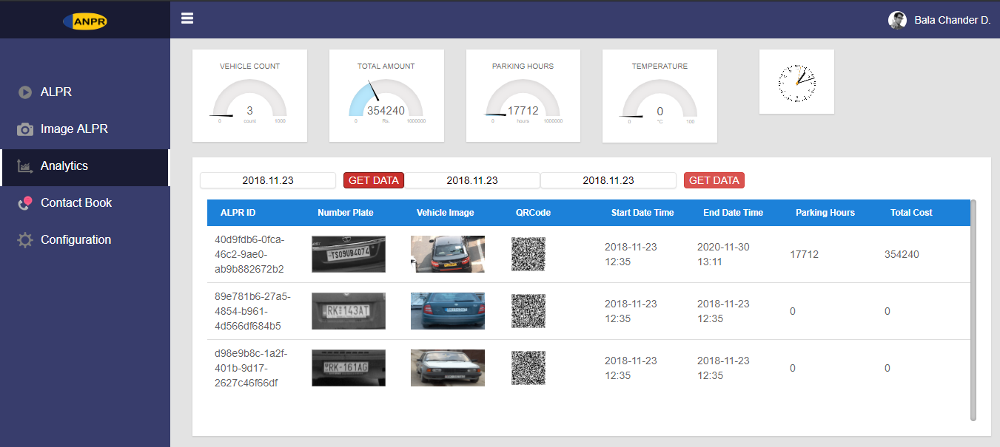 ANPR
Bala Chander D.
ALPR
Image ALPR
Analytics
Contact Book
Configuration
VEHICLE COUNT
3
0 count 1000
TOTAL AMOUNT
354240
0 Rs. 1000000
PARKING HOURS
17712
0 hours 1000000
TEMPERATURE
0
0 °C 100
2018.11.23 GET DATA 2018.11.23 2018.11.23 GET DATA
ALPR ID Number Plate Vehicle Image QRCode Start Date Time End Date Time Parking Hours Total Cost
40d9fdb6-0fca-
46c2-9ae0-
ab9b882672b2
TS09UB4074
2018-11-23
12:35
2020-11-30
13:11
17712
354240
89e781b6-27a5-
4854-b961-
4d566df684b5
RK 143AT
2018-11-23
12:35
2018-11-23
12:35
0
0
d98e9b8c-1a2f-
401b-9d17-
2627c46f66df
RK-161AG
2018-11-23
12:35
2018-11-23
12:35
0
0